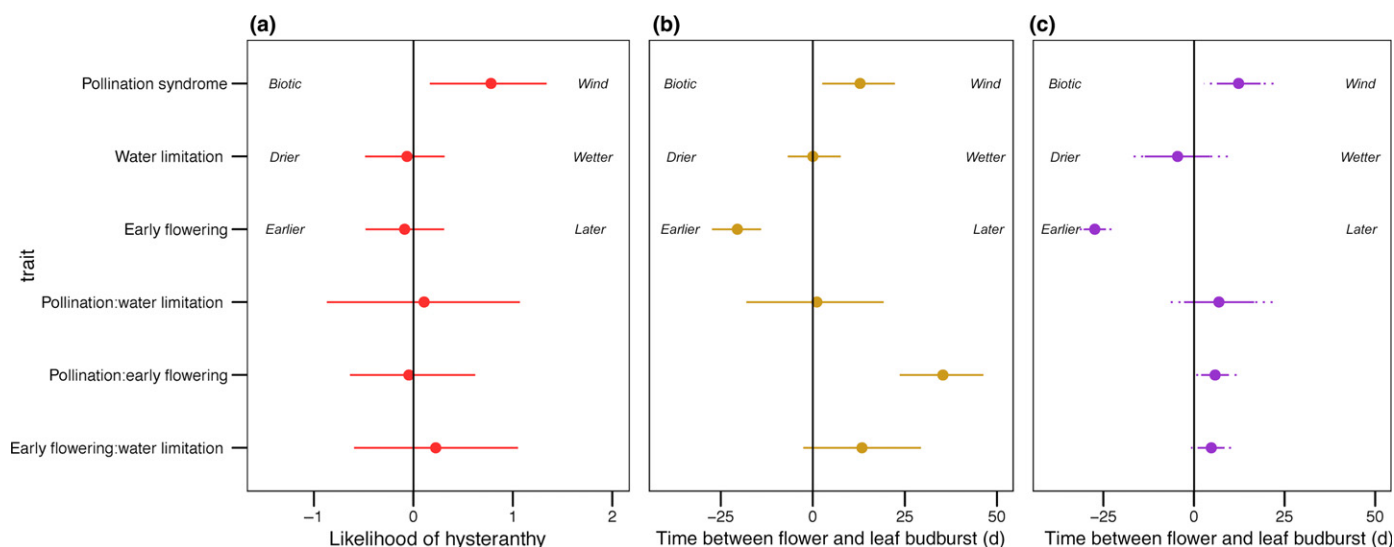 (a) (b) (c)
Pollination syndrome Biotic Wind Biotic Wind Biotic Wind
Water limitation Drier Wetter Drier Wetter Drier Wetter
Early flowering Earlier Later Earlier Later Earlier Later
trait
Pollination:water limitation
Pollination:early flowering
Early flowering:water limitation
−1 0 1 2 −25 0 25 50 −25 0 25 50
Likelihood of hysteranthy Time between flower and leaf budburst (d) Time between flower and leaf budburst (d)